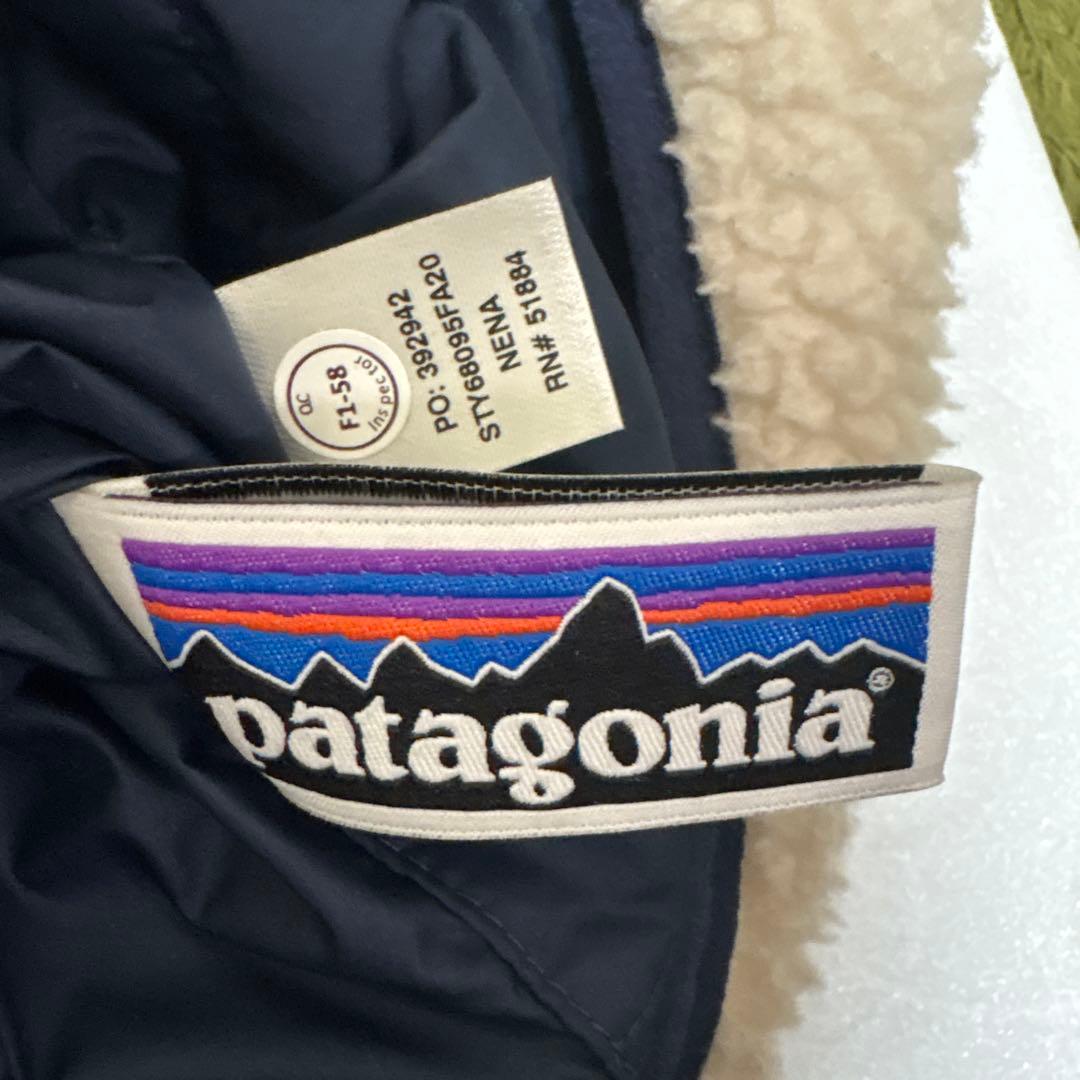 PO: 392942
STY68095FA20
NENA
RN# 51884
QC
F1-58
Inspector
patagonia®